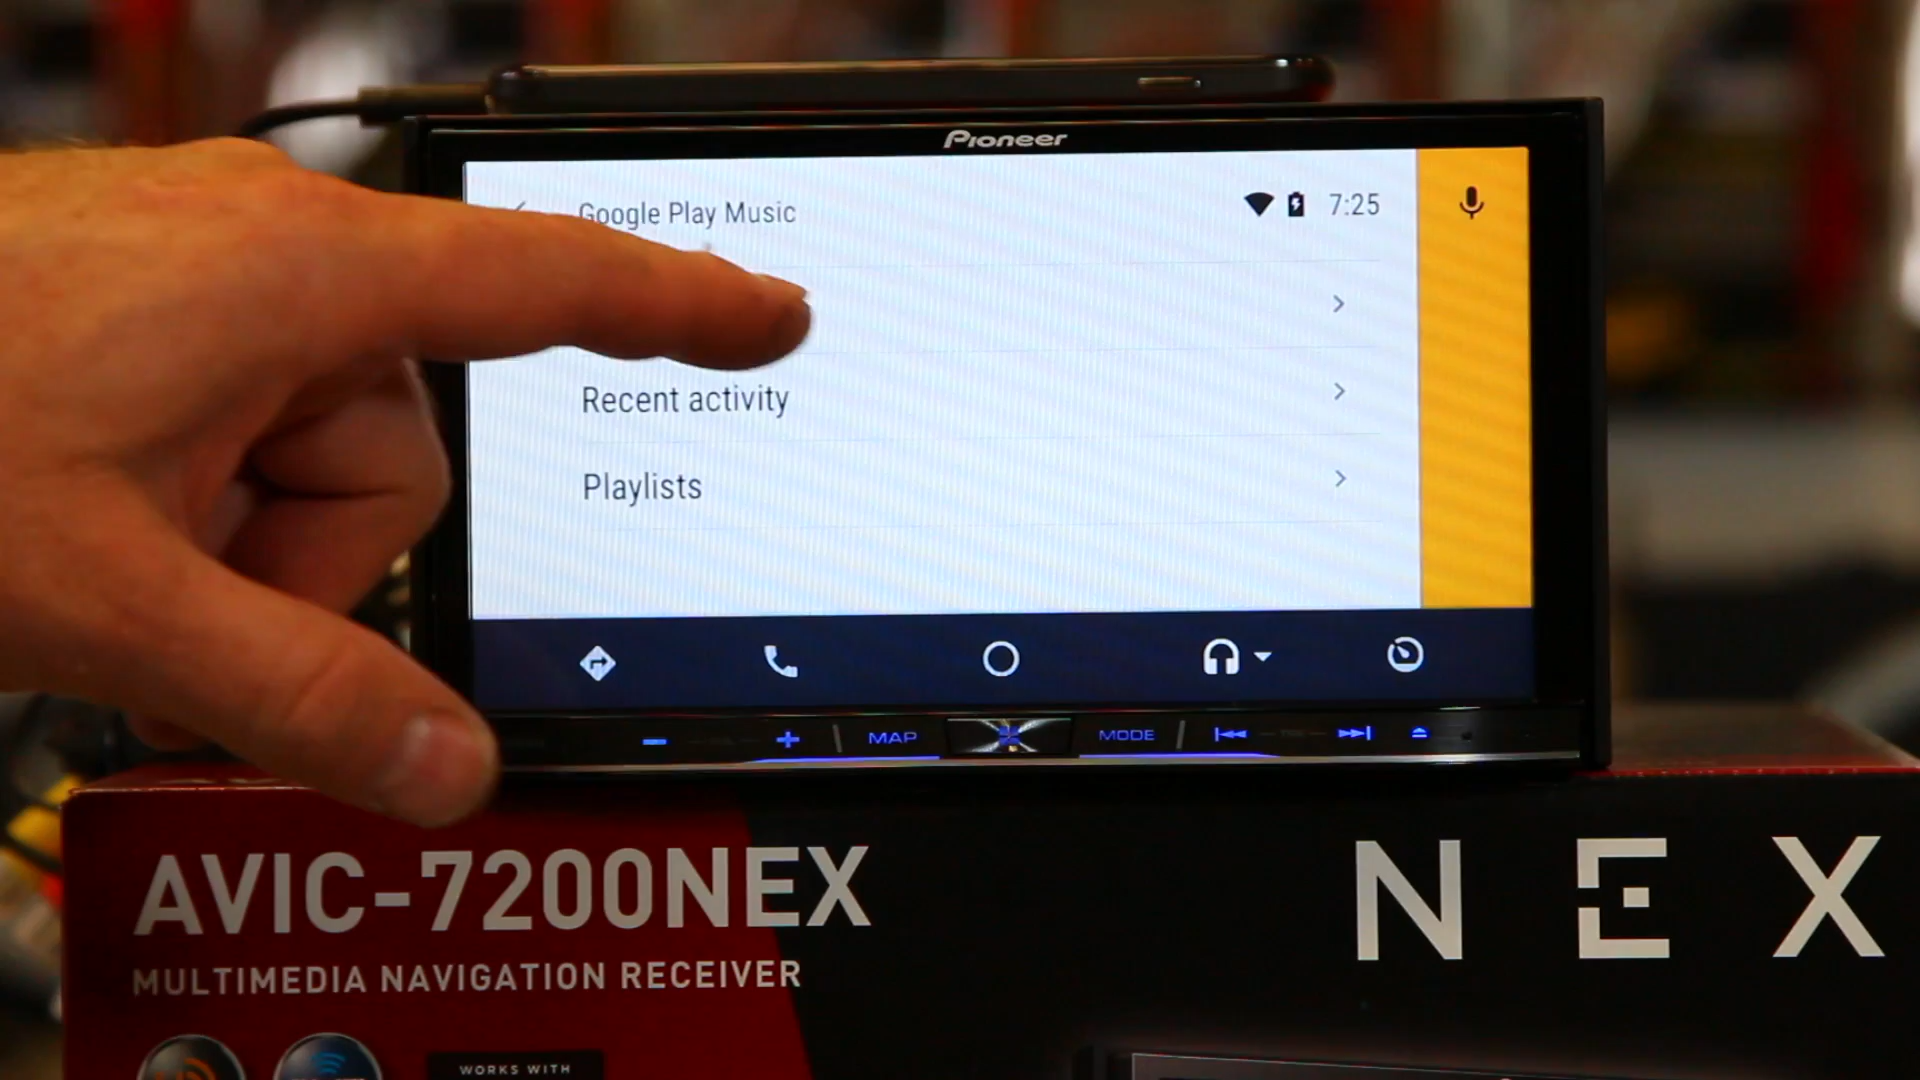 Pioneer
Google Play Music
7:25
Recent activity
Playlists
MAP
MODE
AVIC-7200NEX
NEX
MULTIMEDIA NAVIGATION RECEIVER
WORKS WITH